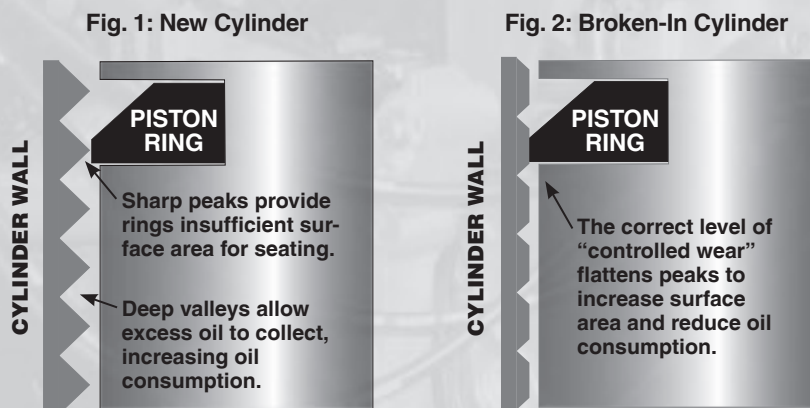 Fig. 1: New Cylinder
CYLINDER WALL
PISTON
RING
Sharp peaks provide
rings insufficient sur-
face area for seating.
Deep valleys allow
excess oil to collect,
increasing oil
consumption.
Fig. 2: Broken-In Cylinder
CYLINDER WALL
PISTON
RING
The correct level of
“controlled wear”
flattens peaks to
increase surface
area and reduce oil
consumption.